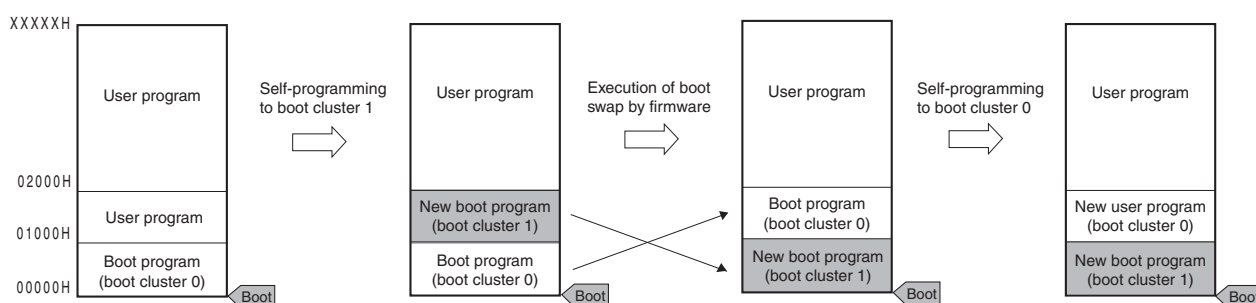 XXXXXH
User program
Self-programming
to boot cluster 1
User program
Execution of boot
swap by firmware
User program
Self-programming
to boot cluster 0
User program
02000H
User program
01000H
Boot program
(boot cluster 0)
00000H
Boot
New boot program
(boot cluster 1)
Boot program
(boot cluster 0)
Boot
Boot program
(boot cluster 0)
New boot program
(boot cluster 1)
Boot
New user program
(boot cluster 0)
New boot program
(boot cluster 1)
Boot